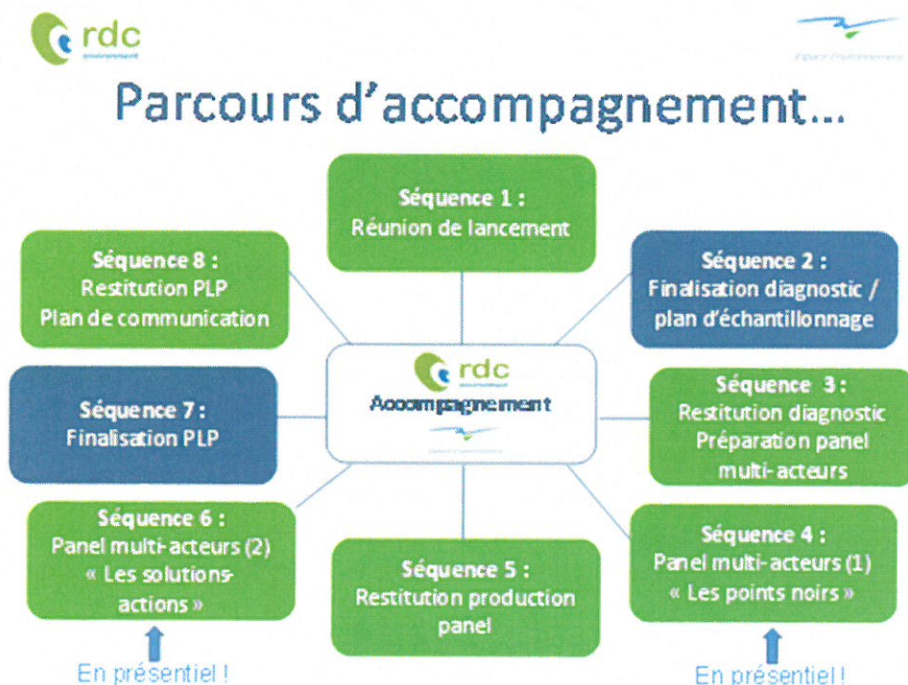 rdc
environment
Espace Environnement
Parcours d'accompagnement...
Séquence 1 :
Réunion de lancement
Séquence 8 :
Restitution PLP
Plan de communication
Séquence 2 :
Finalisation diagnostic /
plan d'échantillonnage
rdc
Accompagnement
Séquence 7 :
Finalisation PLP
Séquence 3 :
Restitution diagnostic
Préparation panel
multi-acteurs
Séquence 6 :
Panel multi-acteurs (2)
« Les solutions-
actions »
Séquence 5 :
Restitution production
panel
Séquence 4 :
Panel multi-acteurs (1)
« Les points noirs »
En présentiel !
En présentiel !